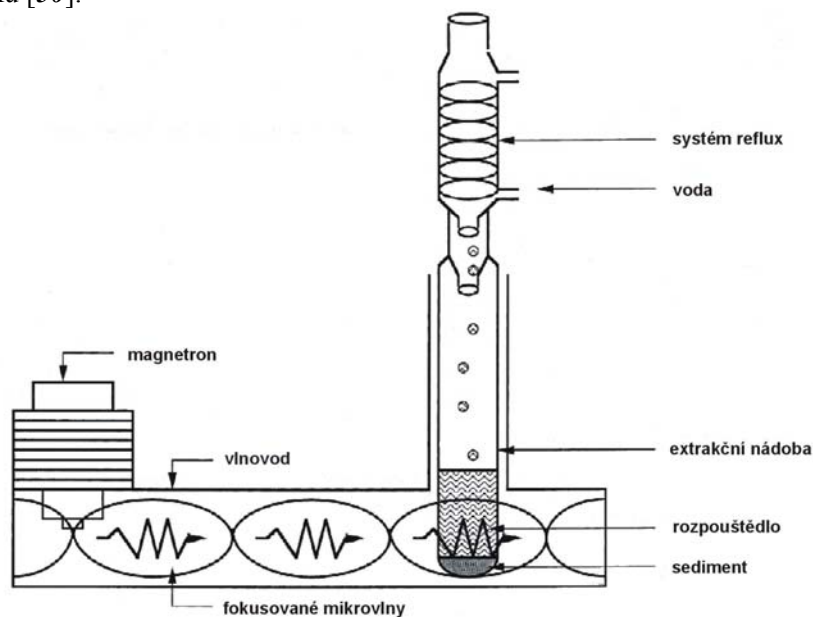 systém reflux
voda
magnetron
vlnovod
extrakční nádoba
rozpouštědlo
sediment
fokusované mikrovlny